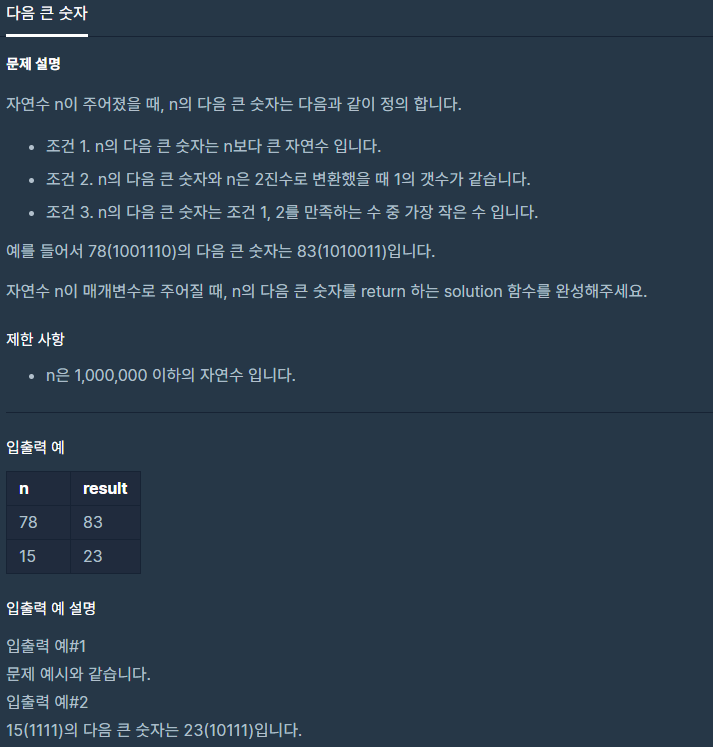 다음 큰 숫자
문제 설명
자연수 n이 주어졌을 때, n의 다음 큰 숫자는 다음과 같이 정의 합니다.
• 조건 1. n의 다음 큰 숫자는 n보다 큰 자연수 입니다.
• 조건 2. n의 다음 큰 숫자와 n은 2진수로 변환했을 때 1의 갯수가 같습니다.
• 조건 3. n의 다음 큰 숫자는 조건 1, 2를 만족하는 수 중 가장 작은 수 입니다.
예를 들어서 78(1001110)의 다음 큰 숫자는 83(1010011)입니다.
자연수 n이 매개변수로 주어질 때, n의 다음 큰 숫자를 return 하는 solution 함수를 완성해주세요.
제한 사항
• n은 1,000,000 이하의 자연수 입니다.
입출력 예
n result
78 83
15 23
입출력 예 설명
입출력 예#1
문제 예시와 같습니다.
입출력 예#2
15(1111)의 다음 큰 숫자는 23(10111)입니다.